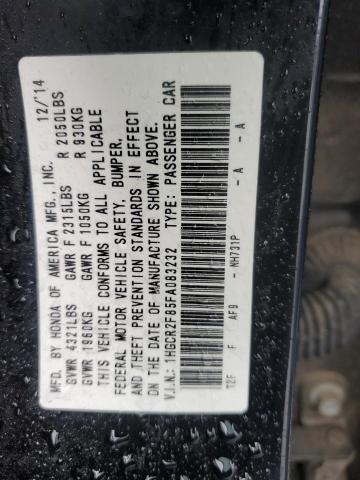 MFD. BY HONDA OF AMERICA MFG., INC. 12/'14
GVWR 4321LBS GAWR F 2315LBS R 2050LBS
GVWR 1960KG GAWR F 1050KG R 930KG
THIS VEHICLE CONFORMS TO ALL APPLICABLE
FEDERAL MOTOR VEHICLE SAFETY, BUMPER,
AND THEFT PREVENTION STANDARDS IN EFFECT
ON THE DATE OF MANUFACTURE SHOWN ABOVE.
V.I.N.: 1HGCR2F85FA093232 TYPE: PASSENGER CAR
T2F F AF9 - NH731P - A - A